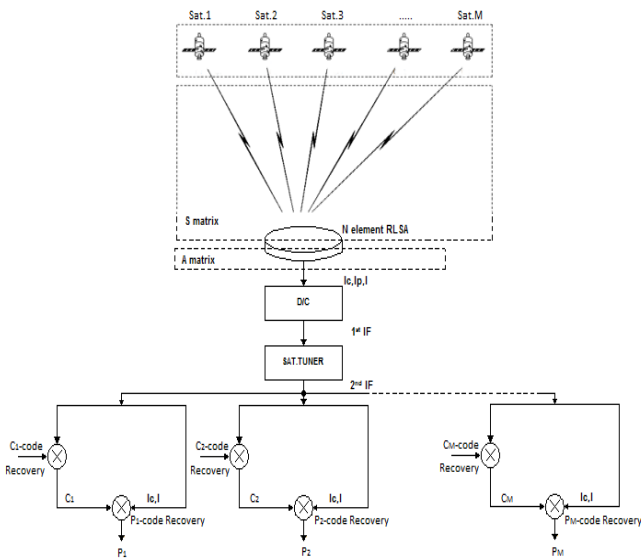 Sat.1 Sat.2 Sat.3 ..... Sat.M
S matrix
N element RLSA
A matrix
Ic,Ip,I
D/C
1st IF
SAT.TUNER
2nd IF
C1-code Recovery
C2-code Recovery
CM-code Recovery
C1 Ic,I
C2 Ic,I
CM Ic,I
P1-code Recovery
P2-code Recovery
PM-code Recovery
P1 P2 PM